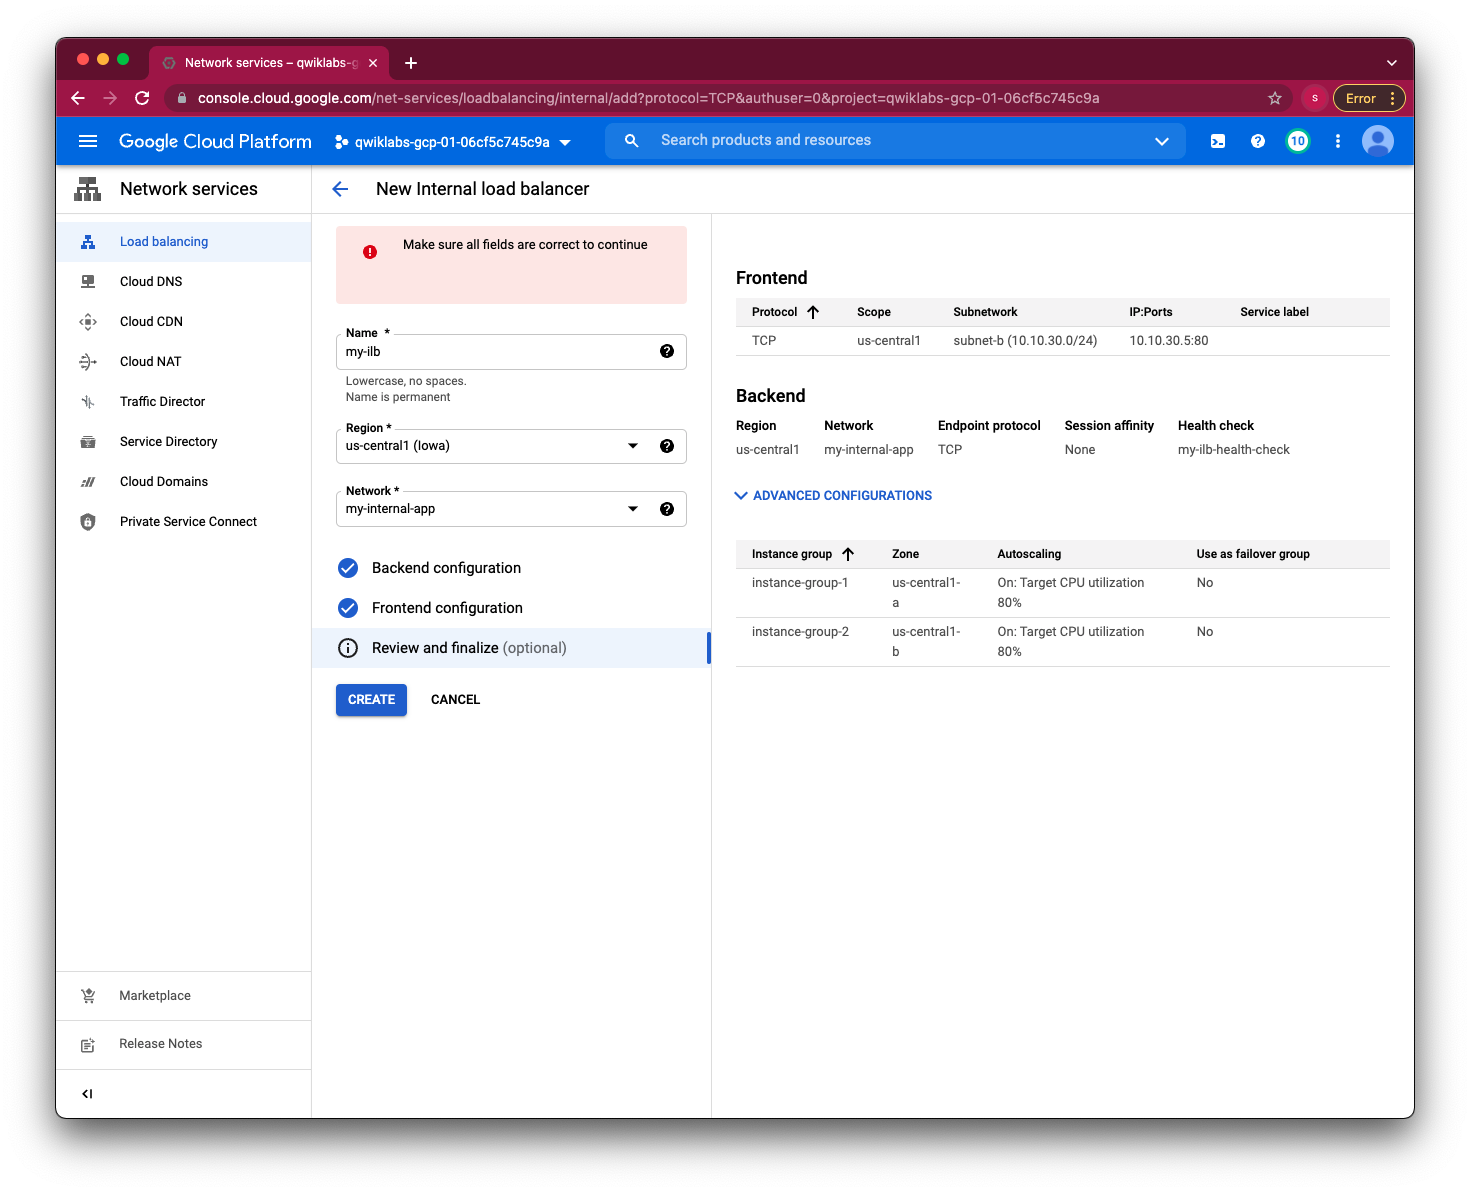 Network services – qwiklabs-g
console.cloud.google.com/net-services/loadbalancing/internal/add?protocol=TCP&authuser=0&project=qwiklabs-gcp-01-06cf5c745c9a
S
Error
Google Cloud Platform
qwiklabs-gcp-01-06cf5c745c9a
Search products and resources
10
Network services
New Internal load balancer
Load balancing
Cloud DNS
Cloud CDN
Cloud NAT
Traffic Director
Service Directory
Cloud Domains
Private Service Connect
Marketplace
Release Notes
Make sure all fields are correct to continue
Name *
my-ilb
Lowercase, no spaces.
Name is permanent
Region *
us-central1 (Iowa)
Network *
my-internal-app
Backend configuration
Frontend configuration
Review and finalize (optional)
CREATE CANCEL
Frontend
Protocol Scope Subnetwork IP:Ports Service label
TCP us-central1 subnet-b (10.10.30.0/24) 10.10.30.5:80
Backend
Region Network Endpoint protocol Session affinity Health check
us-central1 my-internal-app TCP None my-ilb-health-check
ADVANCED CONFIGURATIONS
Instance group Zone Autoscaling Use as failover group
instance-group-1 us-central1- On: Target CPU utilization No
a 80%
instance-group-2 us-central1- On: Target CPU utilization No
b 80%